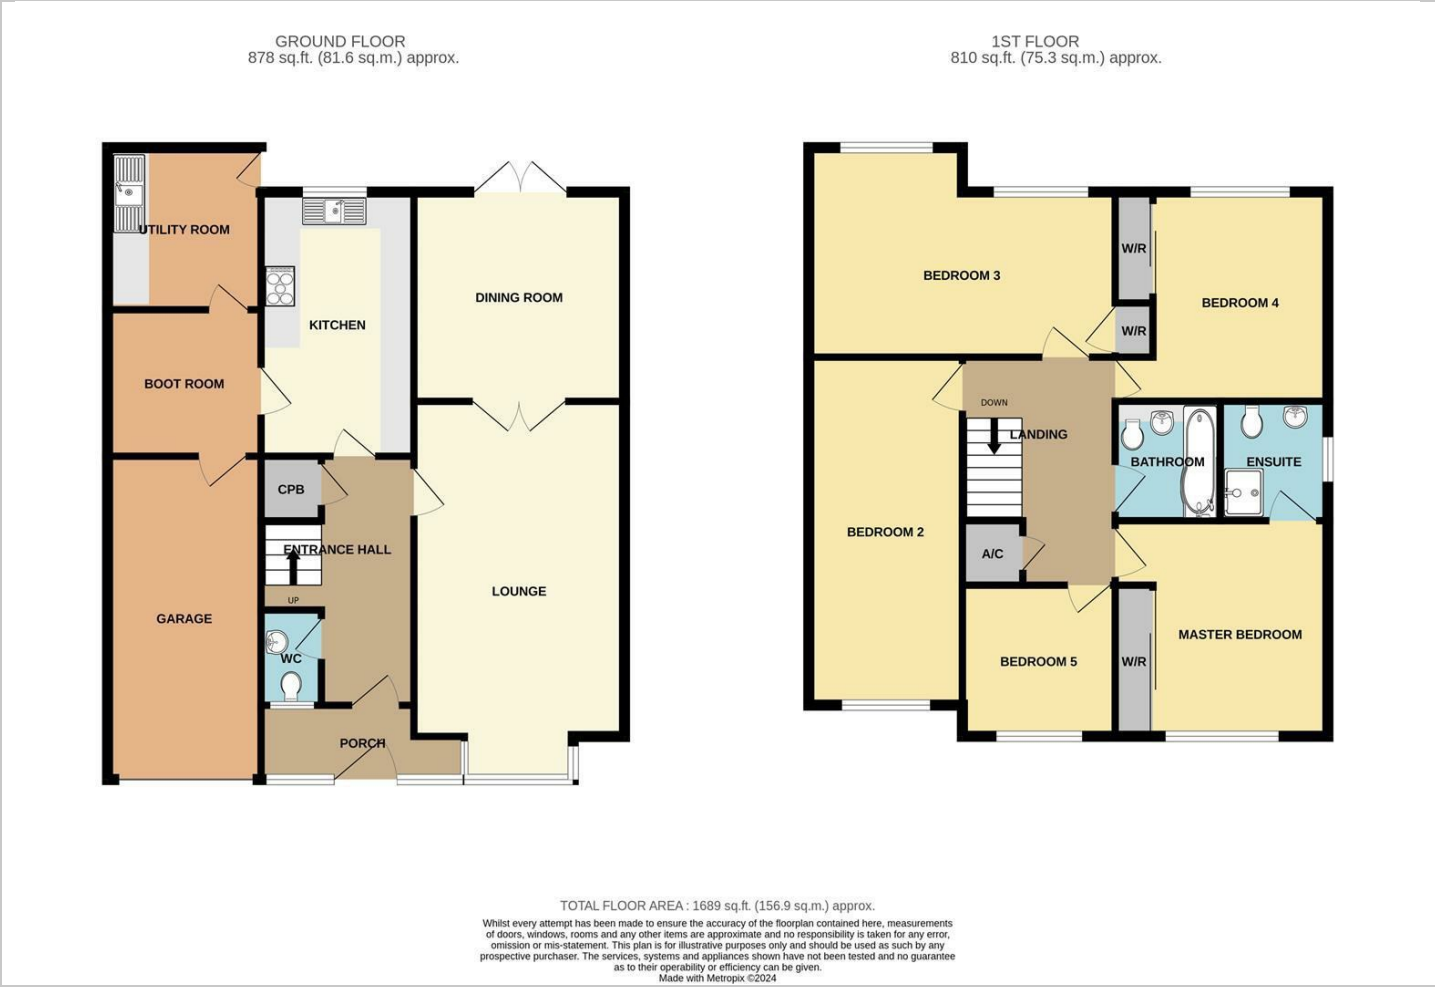 GROUND FLOOR
878 sq.ft. (81.6 sq.m.) approx.
UTILITY ROOM
BOOT ROOM
KITCHEN
DINING ROOM
CPB
ENTRANCE HALL
UP
WC
GARAGE
LOUNGE
PORCH
1ST FLOOR
810 sq.ft. (75.3 sq.m.) approx.
BEDROOM 3
W/R
W/R
BEDROOM 4
DOWN
LANDING
BATHROOM
ENSUITE
BEDROOM 2
A/C
BEDROOM 5
W/R
MASTER BEDROOM
TOTAL FLOOR AREA : 1689 sq.ft. (156.9 sq.m.) approx.
Whilst every attempt has been made to ensure the accuracy of the floorplan contained here, measurements
of doors, windows, rooms and any other items are approximate and no responsibility is taken for any error,
omission or mis-statement. This plan is for illustrative purposes only and should be used as such by any
prospective purchaser. The services, systems and appliances shown have not been tested and no guarantee
as to their operability or efficiency can be given.
Made with Metropix ©2024